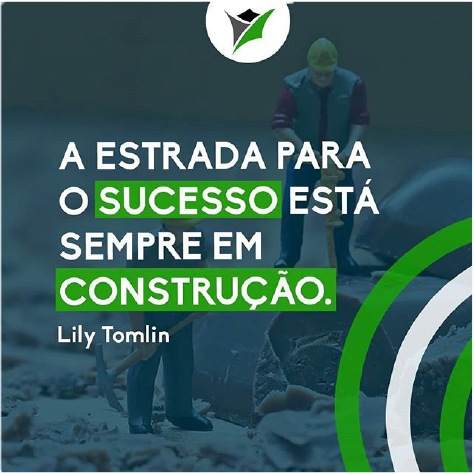 A ESTRADA PARA
O SUCESSO ESTÁ
SEMPRE EM
CONSTRUÇÃO.
Lily Tomlin